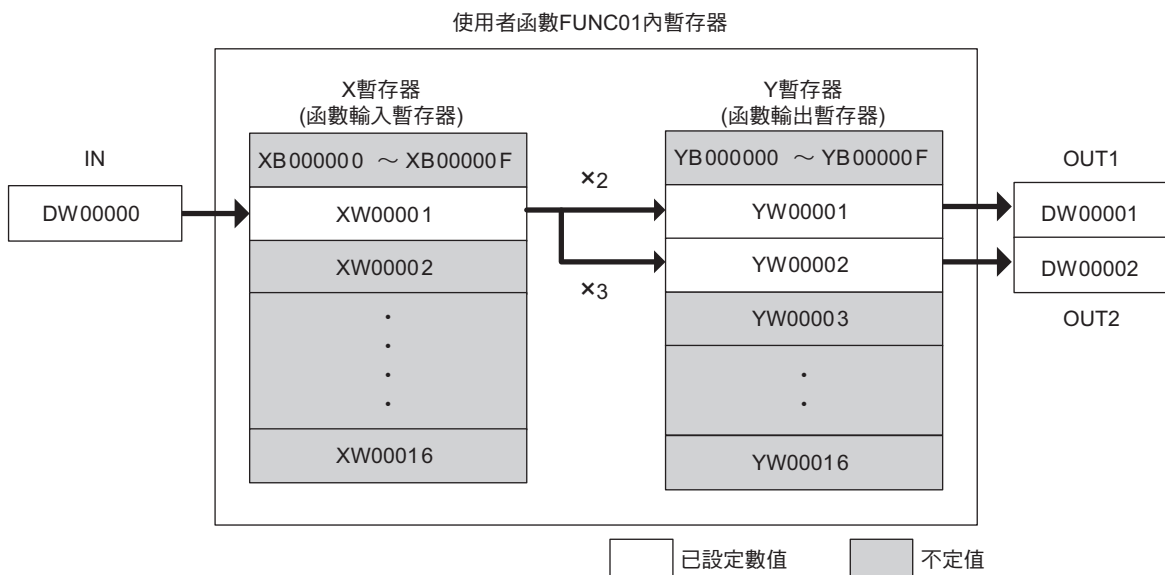 使用者函數FUNC01內暫存器
X暫存器
(函數輸入暫存器)
Y暫存器
(函數輸出暫存器)
IN
DW00000
XB000000 ～ XB00000F
XW00001
XW00002
XW00016
×2
×3
YB000000 ～ YB00000F
YW00001
YW00002
YW00003
YW00016
OUT1
DW00001
DW00002
OUT2
已設定數值
不定值